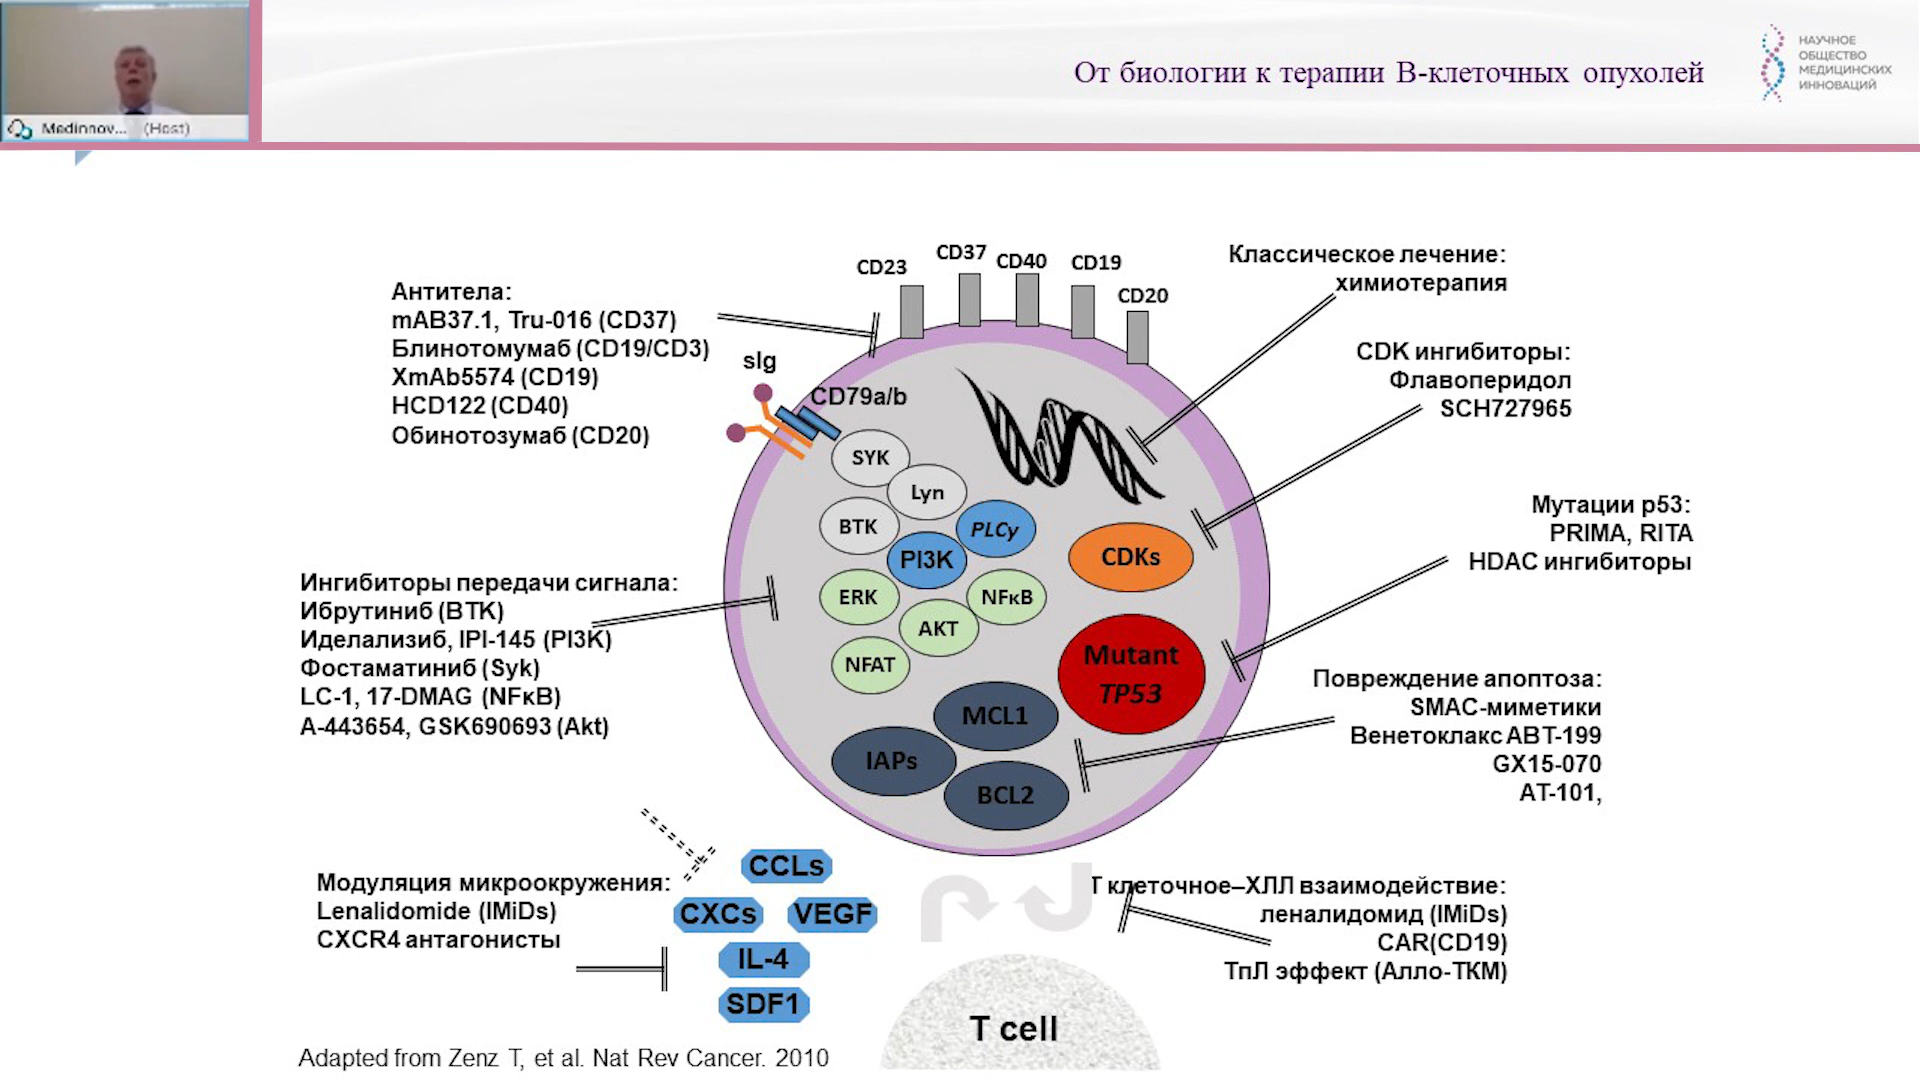 Medinnov... (Host)
От биологии к терапии В-клеточных опухолей
НАУЧНОЕ
ОБЩЕСТВО
МЕДИЦИНСКИХ
ИННОВАЦИЙ
CD23
CD37
CD40
CD19
CD20
Антитела:
mAB37.1, Tru-016 (CD37)
Блинотомумаб (CD19/CD3)
XmAb5574 (CD19)
HCD122 (CD40)
Обинотозумаб (CD20)
sIg
CD79a/b
Классическое лечение:
химиотерапия
CDK ингибиторы:
Флавоперидол
SCH727965
Мутации p53:
PRIMA, RITA
HDAC ингибиторы
SYK
Lyn
BTK
PLCγ
PI3K
CDKs
ERK
NFκB
AKT
NFAT
Mutant
TP53
MCL1
IAPs
BCL2
Ингибиторы передачи сигнала:
Ибрутиниб (BTK)
Иделализиб, IPI-145 (PI3K)
Фостаматиниб (Syk)
LC-1, 17-DMAG (NFκB)
A-443654, GSK690693 (Akt)
Повреждение апоптоза:
SMAC-миметики
Венетоклакс ABT-199
GX15-070
AT-101,
Модуляция микроокружения:
Lenalidomide (IMiDs)
CXCR4 антагонисты
CCLs
CXCs
VEGF
IL-4
SDF1
Т клеточное–ХЛЛ взаимодействие:
леналидомид (IMiDs)
CAR(CD19)
ТпЛ эффект (Алло-ТКМ)
T cell
Adapted from Zenz T, et al. Nat Rev Cancer. 2010